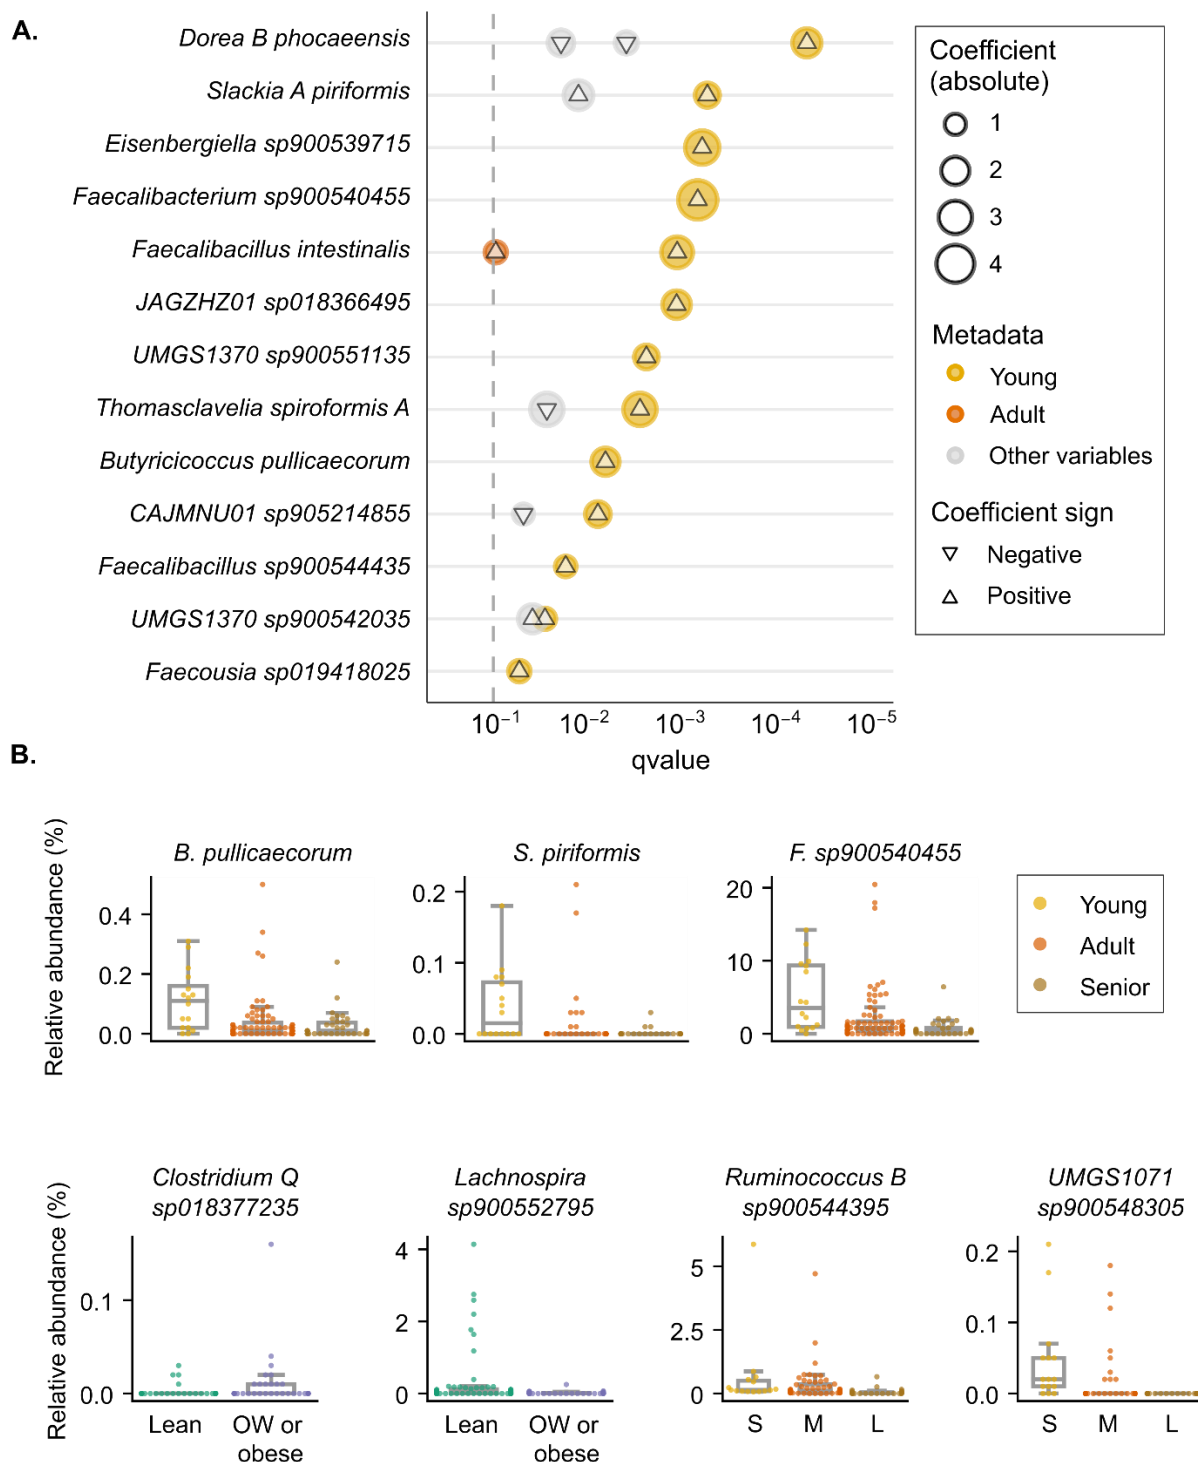 A.
Dorea B phocaeensis
Slackia A piriformis
Eisenbergiella sp900539715
Faecalibacterium sp900540455
Faecalibacillus intestinalis
JAGZHZ01 sp018366495
UMGS1370 sp900551135
Thomasclavelia spiroformis A
Butyricicoccus pullicaecorum
CAJMNU01 sp905214855
Faecalibacillus sp900544435
UMGS1370 sp900542035
Faecousia sp019418025
10⁻¹ 10⁻² 10⁻³ 10⁻⁴ 10⁻⁵
qvalue
Coefficient
(absolute)
1
2
3
4
Metadata
Young
Adult
Other variables
Coefficient sign
Negative
Positive
B.
Relative abundance (%)
B. pullicaecorum
0.4
0.2
0.0
S. piriformis
0.2
0.1
0.0
F. sp900540455
20
10
0
Young
Adult
Senior
Relative abundance (%)
Clostridium Q
sp018377235
0.1
0.0
Lean
OW or
obese
Lachnospira
sp900552795
4
2
0
Lean
OW or
obese
Ruminococcus B
sp900544395
5
2.5
0
S M L
UMGS1071
sp900548305
0.2
0.1
0.0
S M L